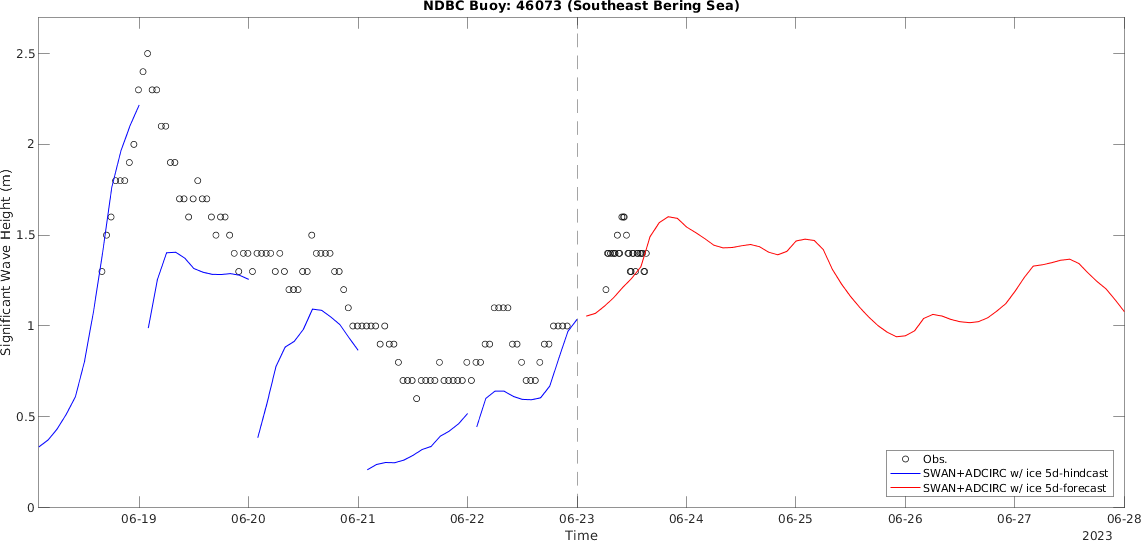 NDBC Buoy: 46073 (Southeast Bering Sea)
Significant Wave Height (m)
2.5
2
1.5
1
0.5
0
06-19
06-20
06-21
06-22
06-23
06-24
06-25
06-26
06-27
06-28
Time
2023
Obs.
SWAN+ADCIRC w/ ice 5d-hindcast
SWAN+ADCIRC w/ ice 5d-forecast